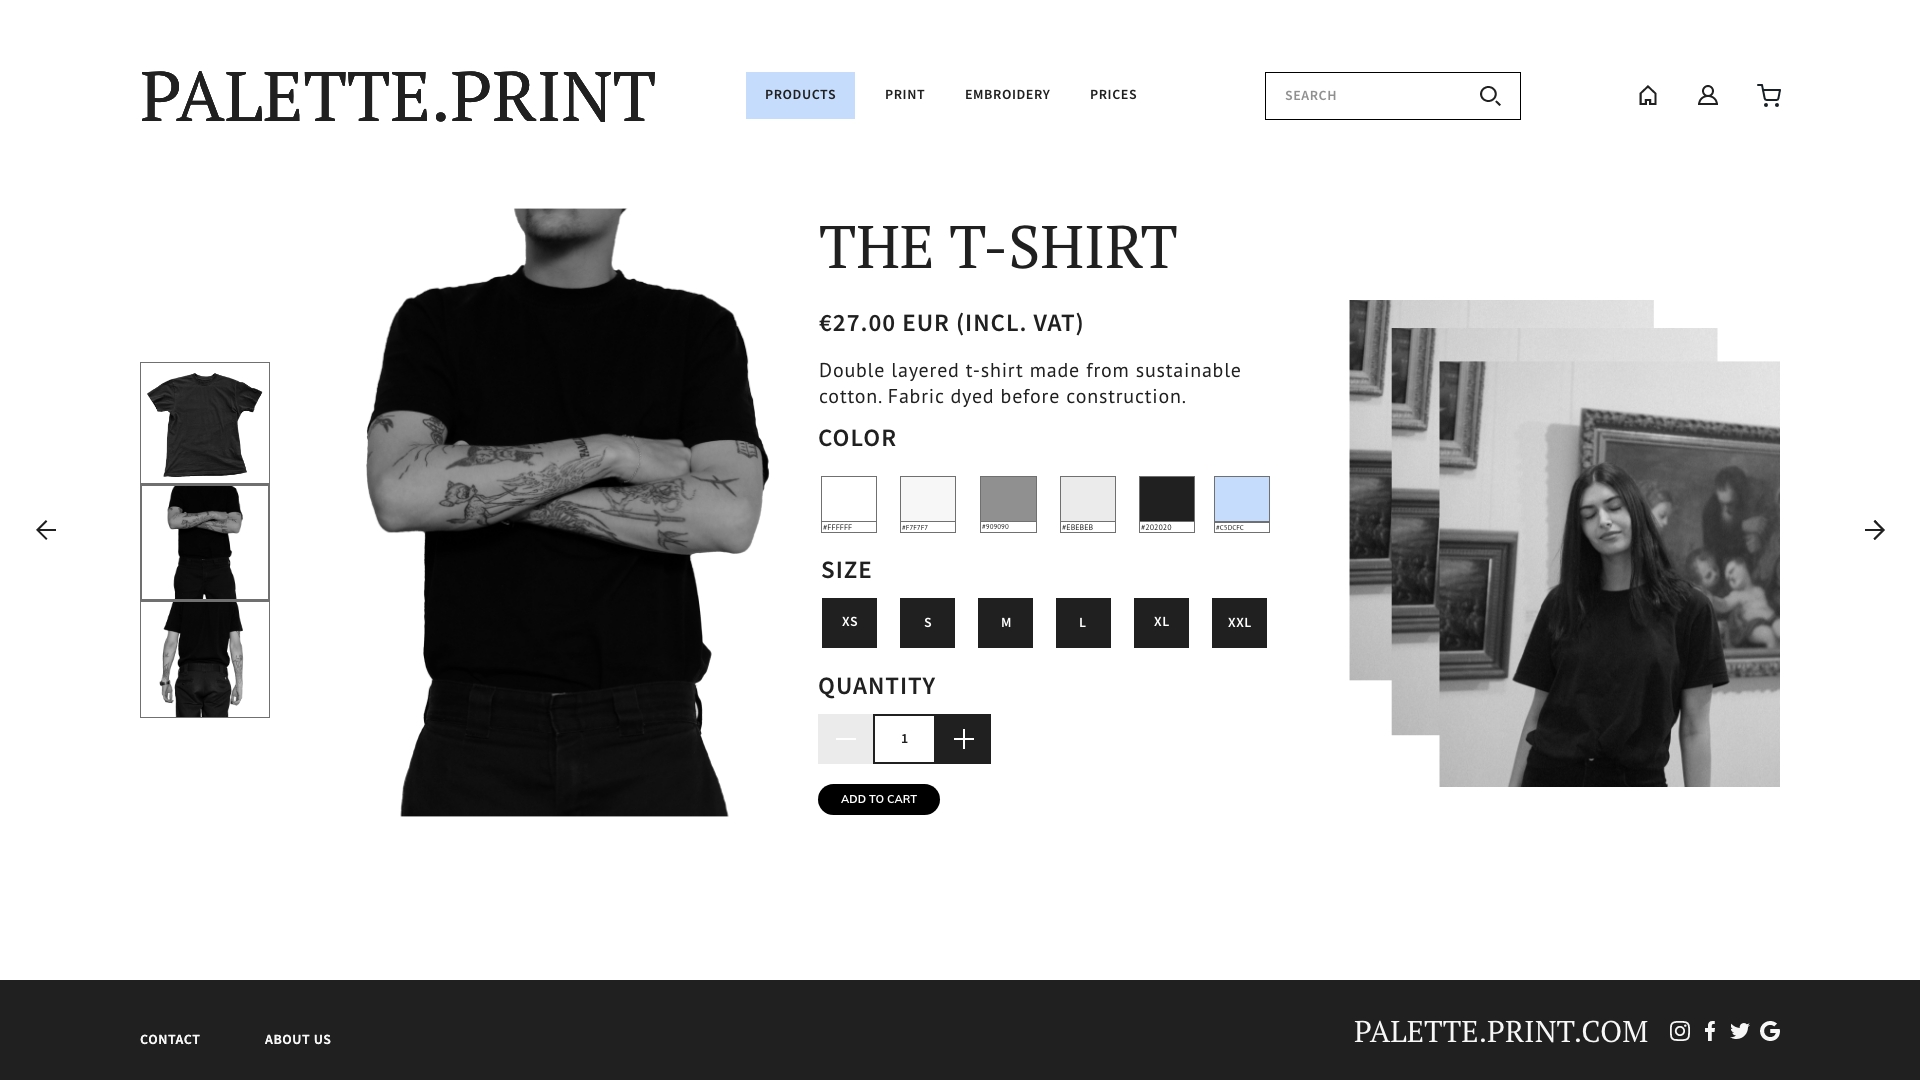 PALETTE.PRINT
PRODUCTS PRINT EMBROIDERY PRICES
SEARCH
THE T-SHIRT
€27.00 EUR (INCL. VAT)
Double layered t-shirt made from sustainable
cotton. Fabric dyed before construction.
COLOR
#FFFFFF #F7F7F7 #909090 #EBEBEB #202020 #C5DCFC
SIZE
XS S M L XL XXL
QUANTITY
1
ADD TO CART
CONTACT ABOUT US
PALETTE.PRINT.COM